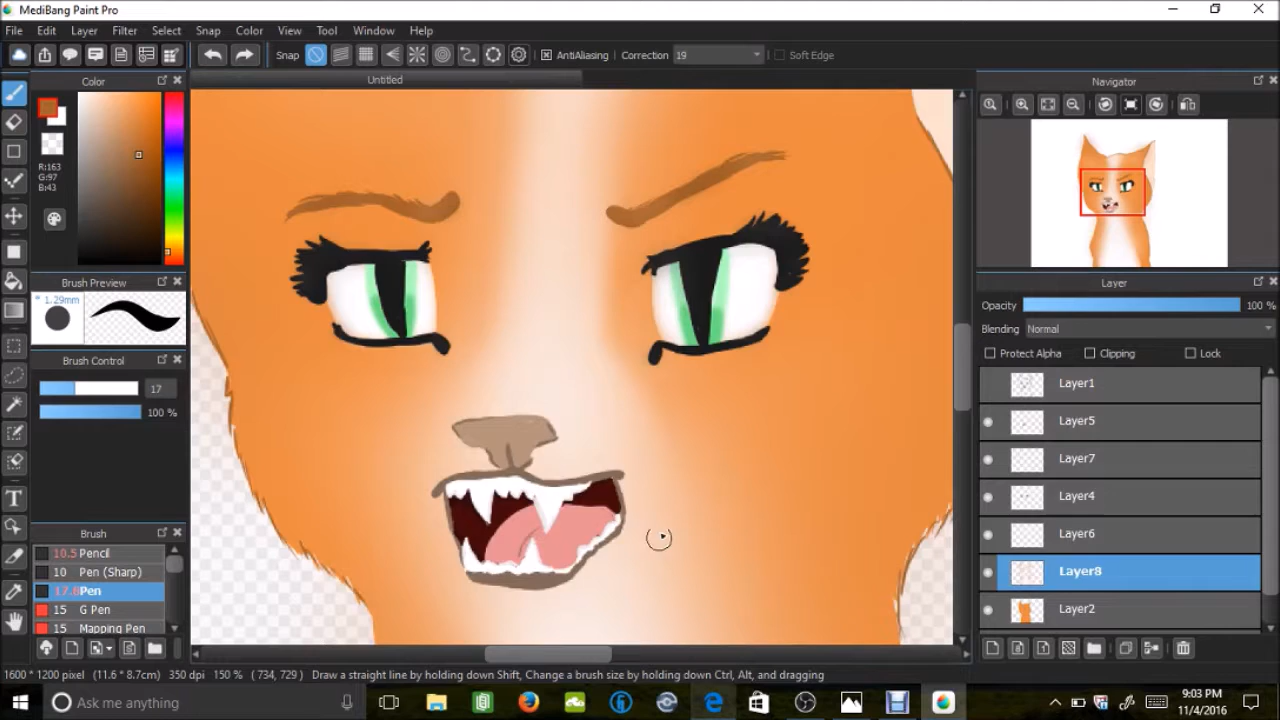 MediBang Paint Pro
File Edit Layer Filter Select Snap Color View Tool Window Help
Snap AntiAliasing Correction 19 Soft Edge
Color
Untitled
Navigator
R:163
G:97
B:43
Brush Preview
* 1.29mm
Layer
Opacity 100 %
Blending Normal
Protect Alpha Clipping Lock
Brush Control
17
100 %
Layer1
Layer5
Layer7
Layer4
Layer6
Layer8
Layer2
Brush
10.5 Pencil
10 Pen (Sharp)
17.0 Pen
15 G Pen
15 Mapping Pen
1600 * 1200 pixel (11.6 * 8.7cm) 350 dpi 150 % ( 734, 729 ) Draw a straight line by holding down Shift, Change a brush size by holding down Ctrl, Alt, and dragging
Ask me anything
9:03 PM
11/4/2016